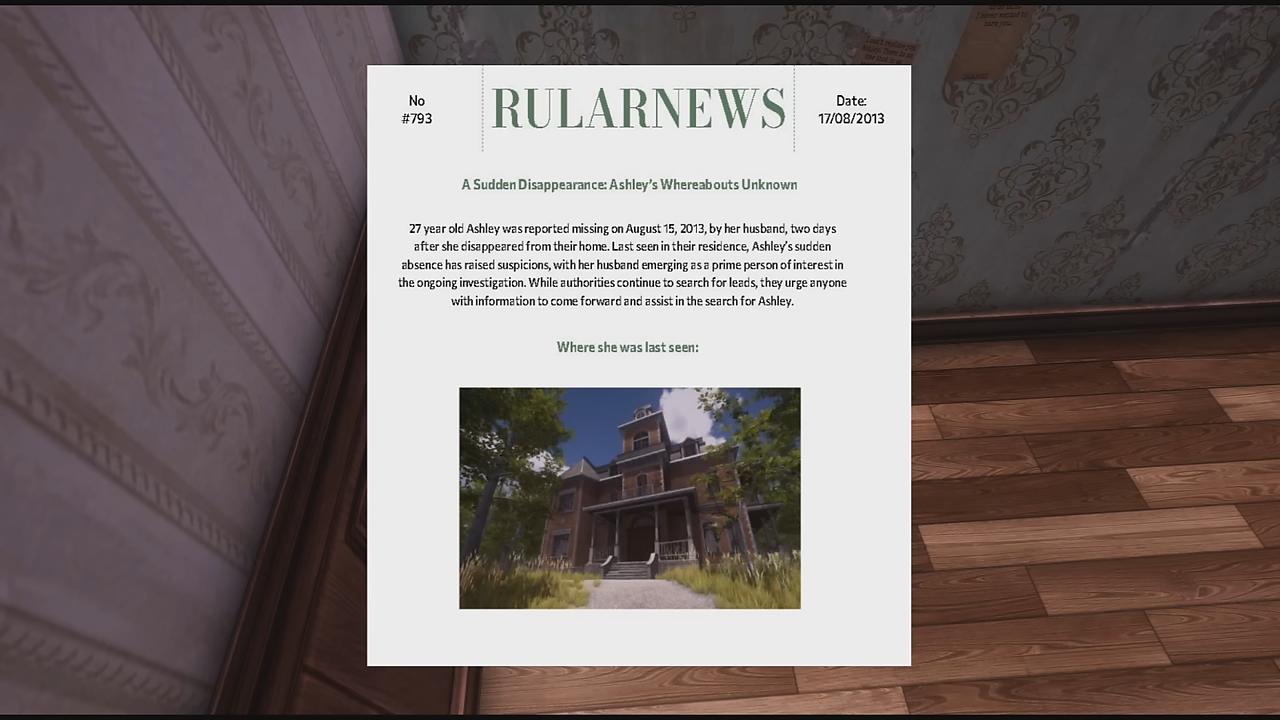 No
#793
RULARNEWS
Date:
17/08/2013
A Sudden Disappearance: Ashley's Whereabouts Unknown
27 year old Ashley was reported missing on August 15, 2013, by her husband, two days
after she disappeared from their home. Last seen in their residence, Ashley's sudden
absence has raised suspicions, with her husband emerging as a prime person of interest in
the ongoing investigation. While authorities continue to search for leads, they urge anyone
with information to come forward and assist in the search for Ashley.
Where she was last seen: